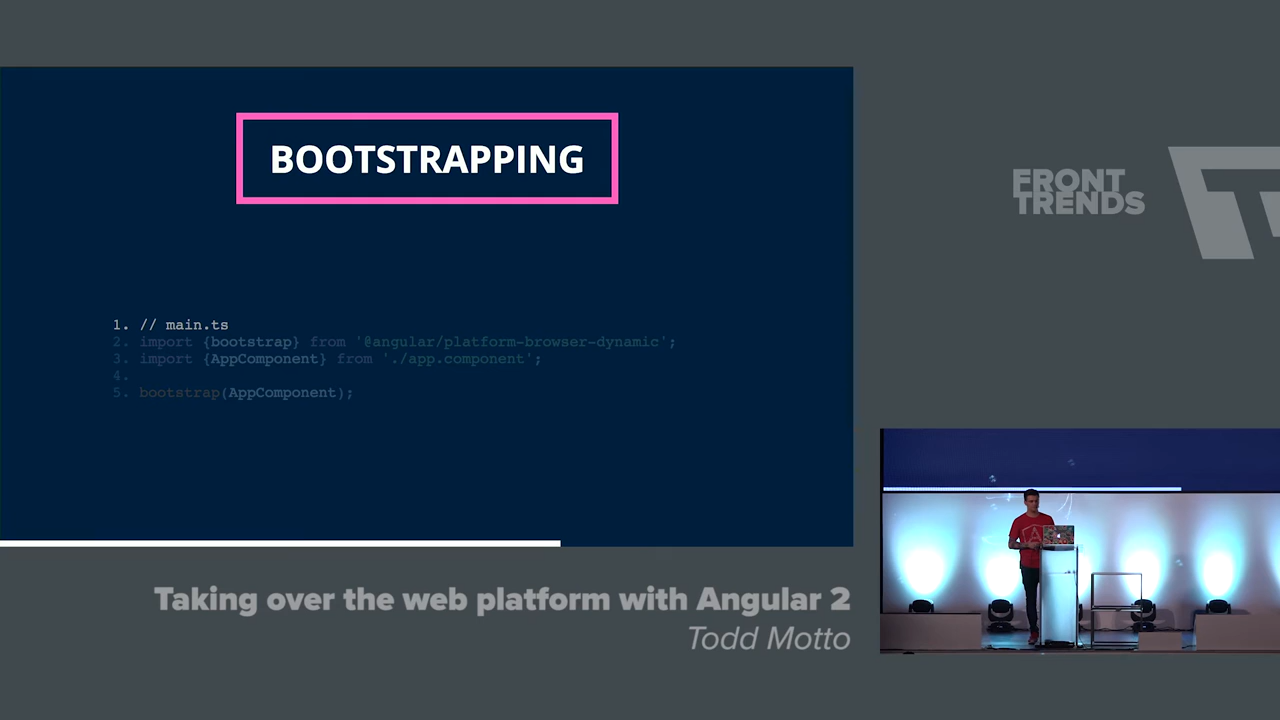 BOOTSTRAPPING
1. // main.ts
2. import {bootstrap} from '@angular/platform-browser-dynamic';
3. import {AppComponent} from './app.component';
4.
5. bootstrap(AppComponent);
FRONT
TRENDS
Taking over the web platform with Angular 2
Todd Motto